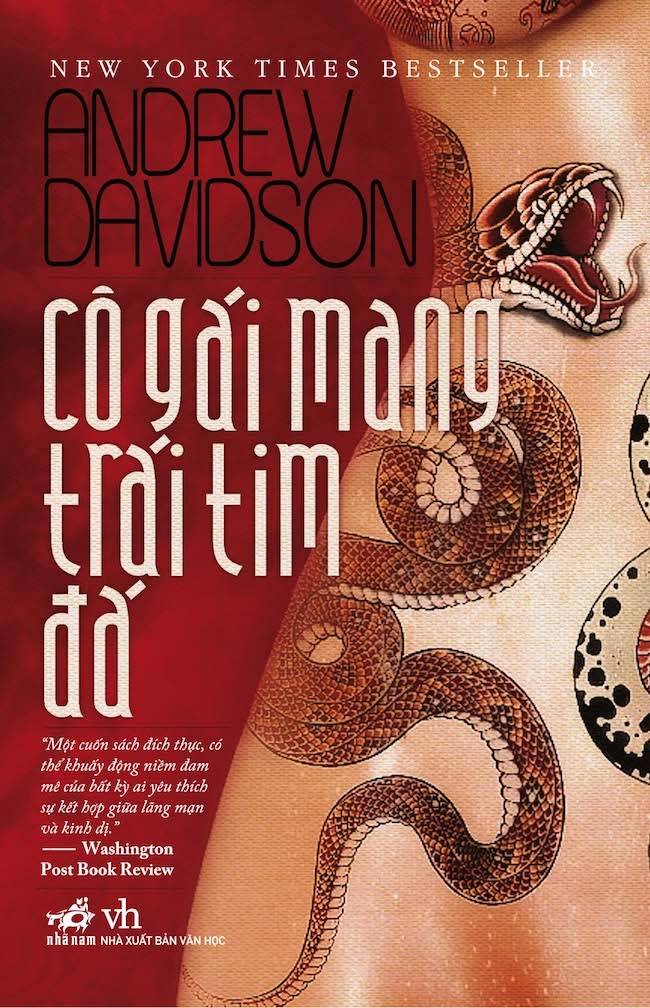 NEW YORK TIMES BESTSELLER
ANDREW
DAVIDSON
cô gái mang
trái tim
đá
“Một cuốn sách đích thực, có
thể khuấy động niềm đam
mê của bất kỳ ai yêu thích
sự kết hợp giữa lãng mạn
và kinh dị.”
—— Washington
Post Book Review
vh
nhã nam NHÀ XUẤT BẢN VĂN HỌC